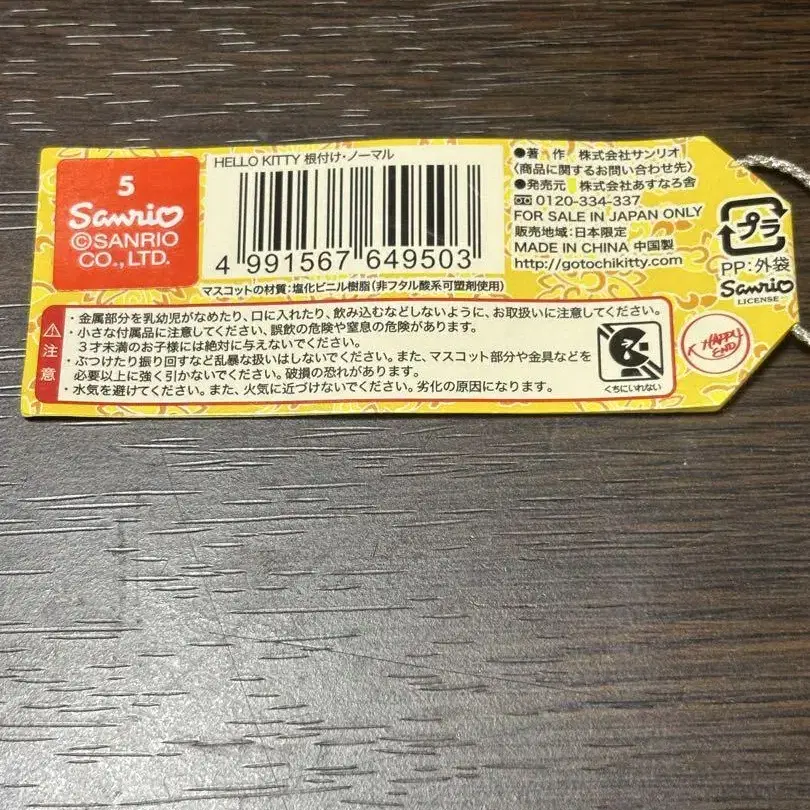 5
Sanrio
©SANRIO
CO.,LTD.
HELLO KITTY 根付け・ノーマル
4 991567 649503
マスコットの材質：塩化ビニル樹脂（非フタル酸系可塑剤使用）
●著 作 株式会社サンリオ
〈商品に関するお問い合わせ先〉
●発売元 株式会社あすなろ舎
0120-334-337
FOR SALE IN JAPAN ONLY
販売地域：日本限定
MADE IN CHINA 中国製
http://gotochikitty.com
プラ
PP：外袋
Sanrio
LICENSE
注意
・金属部分を乳幼児がなめたり、口に入れたり、飲み込むなどしないように、お取扱いに注意してください。
・小さな付属品に注意してください、誤飲の危険や窒息の危険があります。
３才未満のお子様には絶対に与えないでください。
・ぶつけたり振り回すなど乱暴な扱いはしないでください。また、マスコット部分や金具などを
必要以上に強く引かないでください。破損の恐れがあります。
・水気を避けてください。また、火気に近づけないでください。劣化の原因になります。
くちにいれない
HAPPY
END